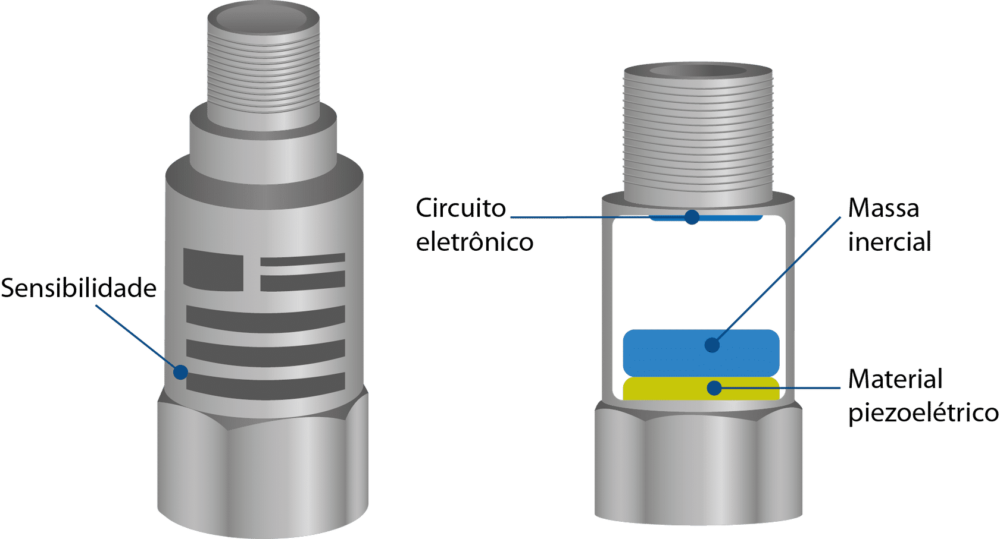 Sensibilidade
Circuito
eletrônico
Massa
inercial
Material
piezoelétrico